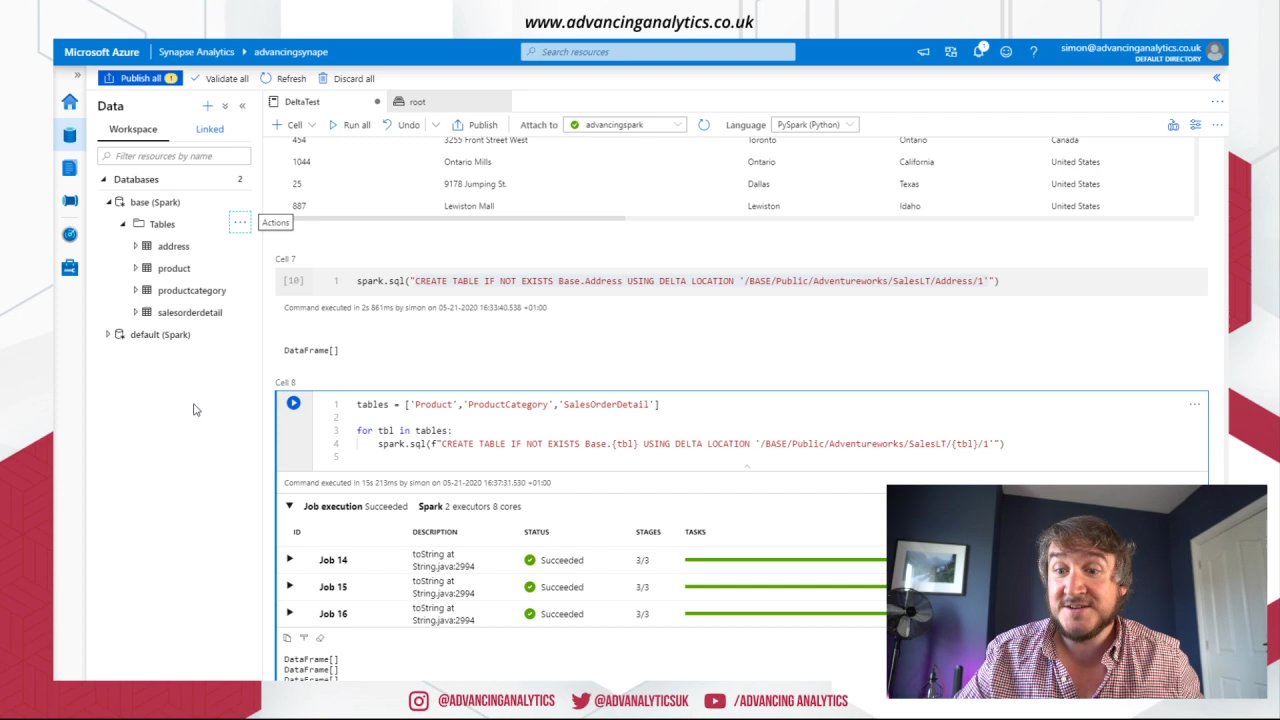 www.advancinganalytics.co.uk
Microsoft Azure
Synapse Analytics
advancingsynape
Search resources
1
simon@advancinganalytics.co.uk
DEFAULT DIRECTORY
Publish all 1
Validate all
Refresh
Discard all
Data
Workspace
Linked
Filter resources by name
Databases 2
base (Spark)
Tables
Actions
address
product
productcategory
salesorderdetail
default (Spark)
DeltaTest
root
Cell
Run all
Undo
Publish
Attach to
advancingspark
Language
PySpark (Python)
454 3255 Front Street West Toronto Ontario Canada
1044 Ontario Mills Ontario California United States
25 9178 Jumping St. Dallas Texas United States
887 Lewiston Mall Lewiston Idaho United States
Cell 7
[10] 1 spark.sql("CREATE TABLE IF NOT EXISTS Base.Address USING DELTA LOCATION '/BASE/Public/Adventureworks/SalesLT/Address/1'")
Command executed in 2s 861ms by simon on 05-21-2020 16:33:40.538 +01:00
DataFrame[]
Cell 8
1 tables = ['Product','ProductCategory','SalesOrderDetail']
2
3 for tbl in tables:
4 spark.sql(f"CREATE TABLE IF NOT EXISTS Base.{tbl} USING DELTA LOCATION '/BASE/Public/Adventureworks/SalesLT/{tbl}/1'")
5
Command executed in 15s 213ms by simon on 05-21-2020 16:37:31.530 +01:00
Job execution Succeeded Spark 2 executors 8 cores
ID DESCRIPTION STATUS STAGES TASKS
Job 14 toString at String.java:2994 Succeeded 3/3
Job 15 toString at String.java:2994 Succeeded 3/3
Job 16 toString at String.java:2994 Succeeded 3/3
DataFrame[]
DataFrame[]
DataFrame[]
@ADVANCINGANALYTICS
@ADVANALYTICSUK
/ADVANCING ANALYTICS